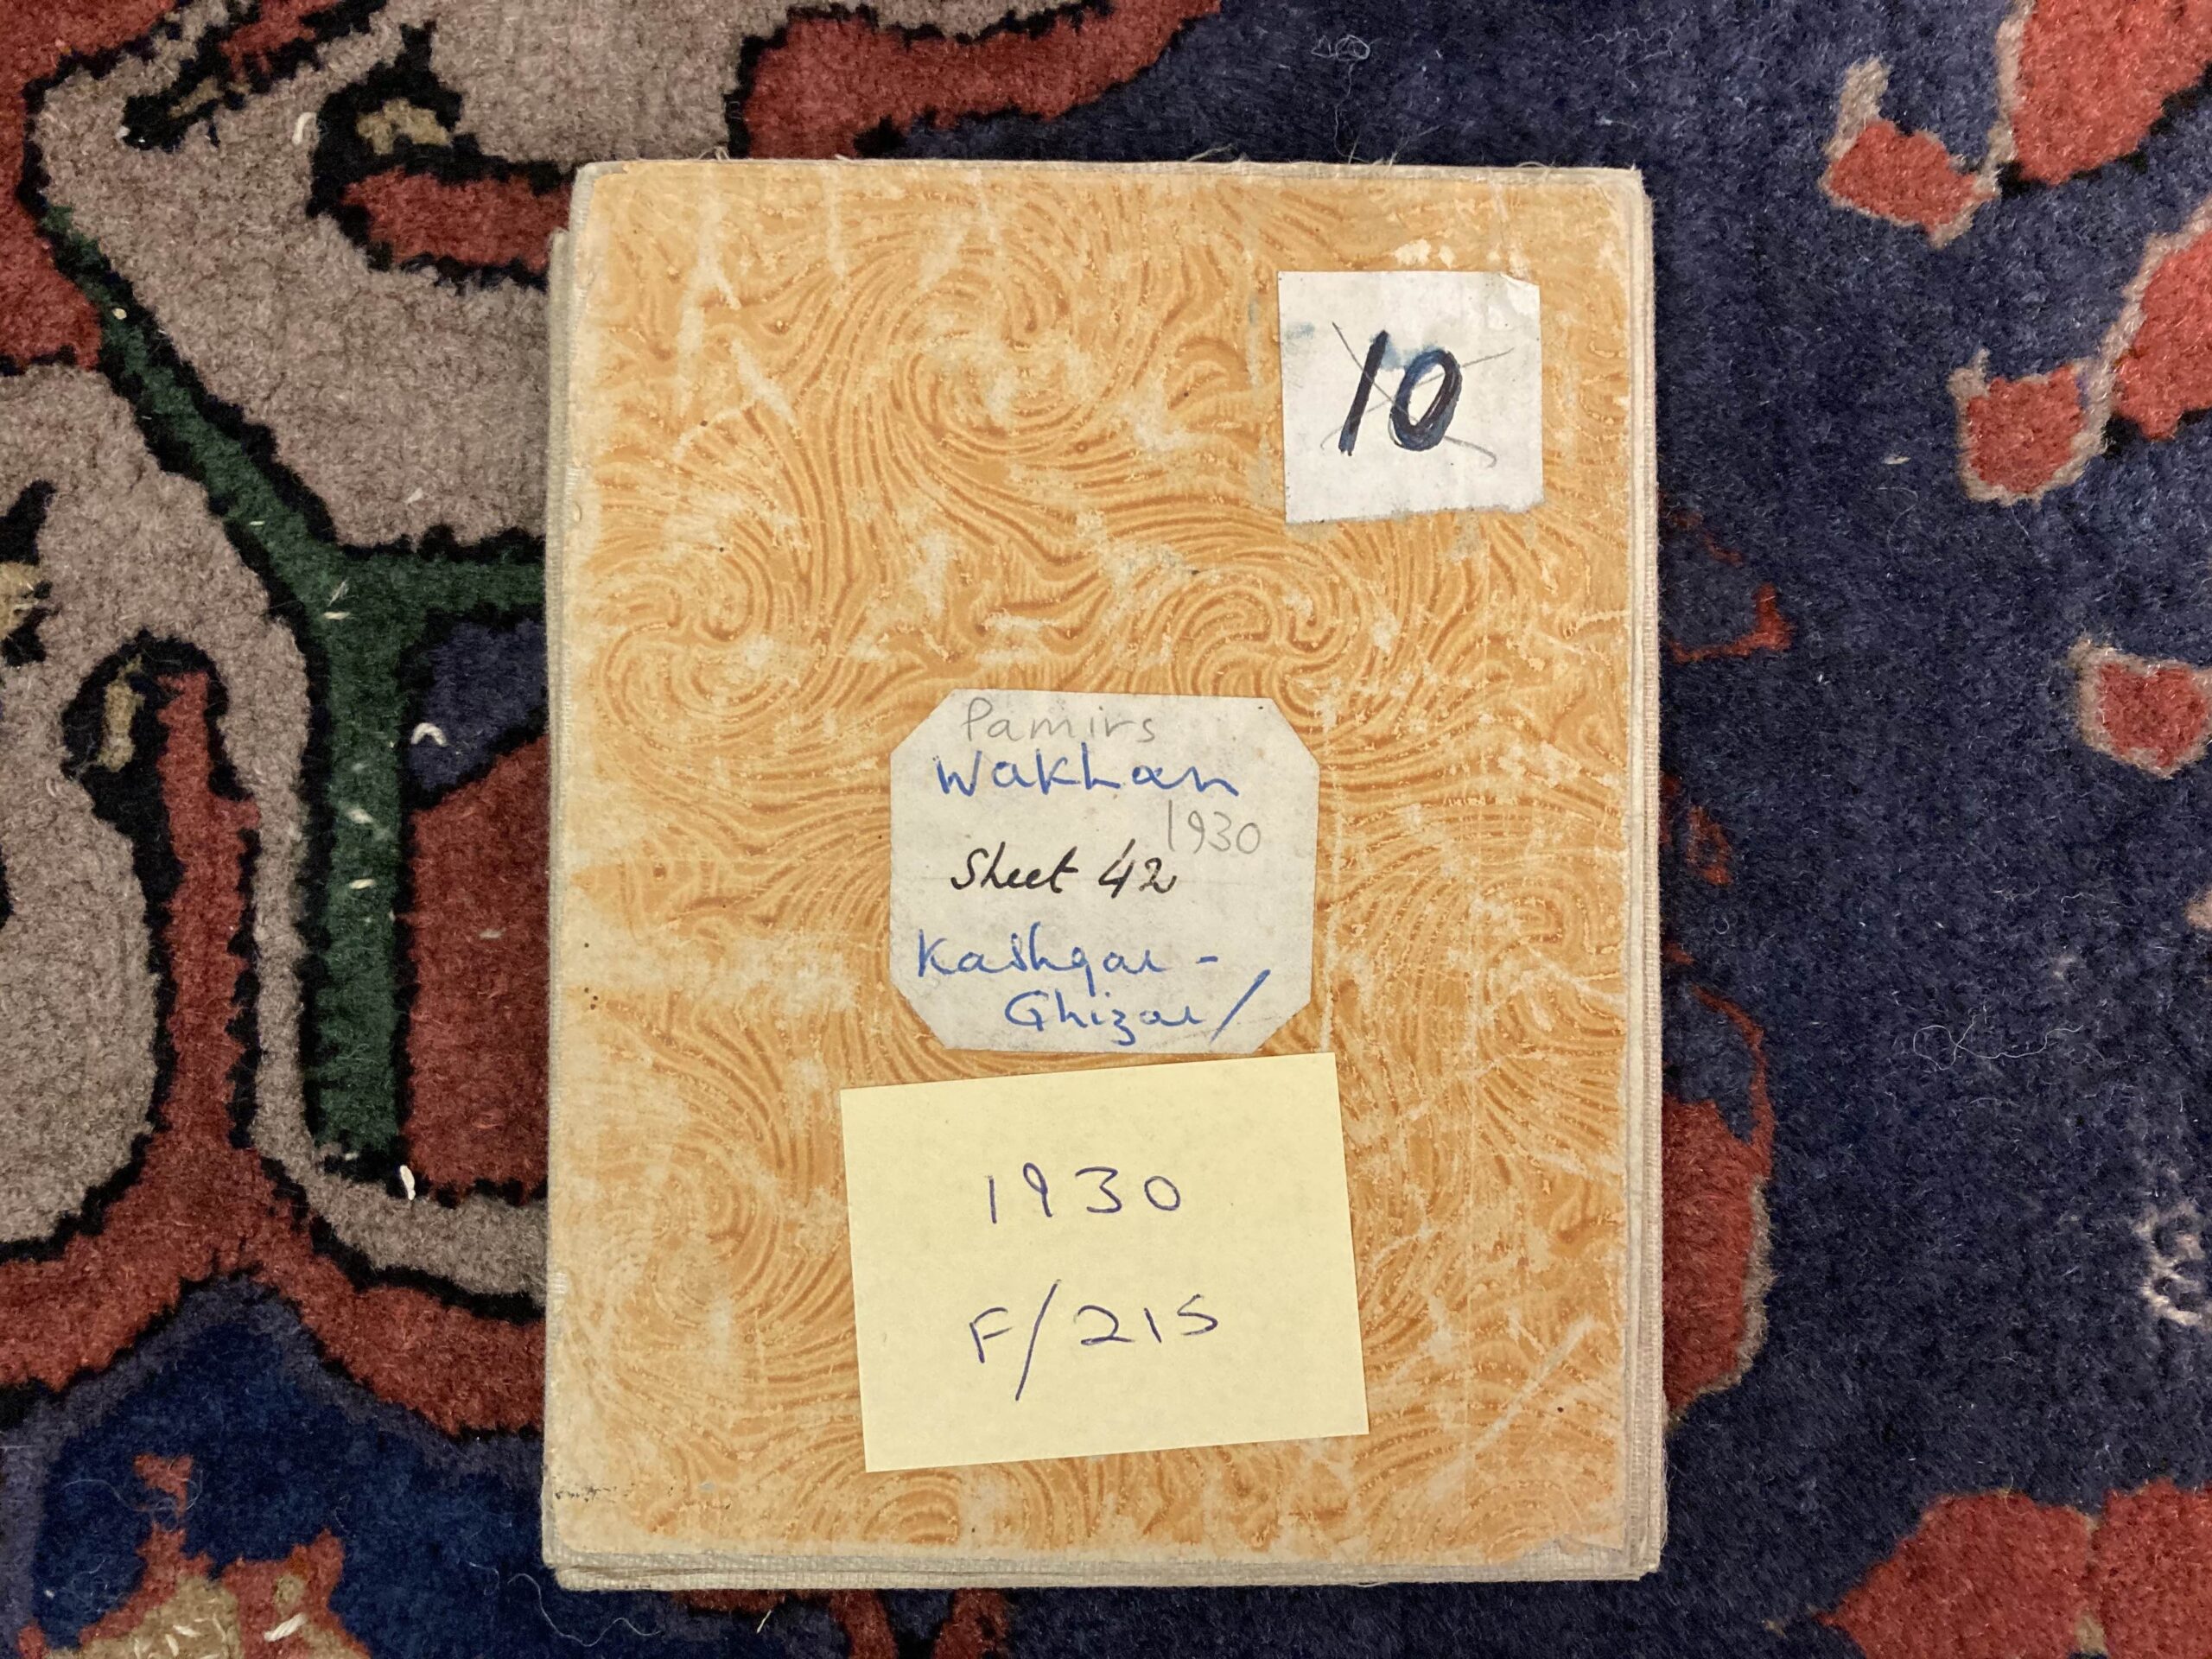 10
Pamirs
Wakhan
1930
Sheet 42
Kashgar -
Ghizar/
1930
F/215